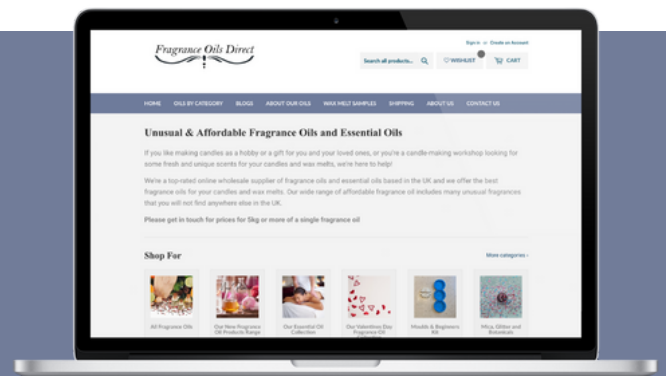 Fragrance Oils Direct
Sign in or Create an Account
Search all products...
WISHLIST
CART
HOME OILS BY CATEGORY BLOGS ABOUT OUR OILS WAX MELT SAMPLES SHIPPING ABOUT US CONTACT US
Unusual & Affordable Fragrance Oils and Essential Oils
If you like making candles as a hobby or a gift for you and your loved ones, or you're a candle-making workshop looking for
some fresh and unique scents for your candles and wax melts, we're here to help!
We're a top-rated online wholesale supplier of fragrance oils and essential oils based in the UK and we offer the best
fragrance oils for your candles and wax melts. Our wide range of affordable fragrance oil includes many unusual fragrances
that you will not find anywhere else in the UK.
Please get in touch for prices for 5kg or more of a single fragrance oil
Shop For
More categories ›
All Fragrance Oils
Our New Fragrance
Oil Products Range
Our Essential Oil
Collection
Our Valentines Day
Fragrance Oil
Moulds & Beginners
Kit
Mica, Glitter and
Botanicals